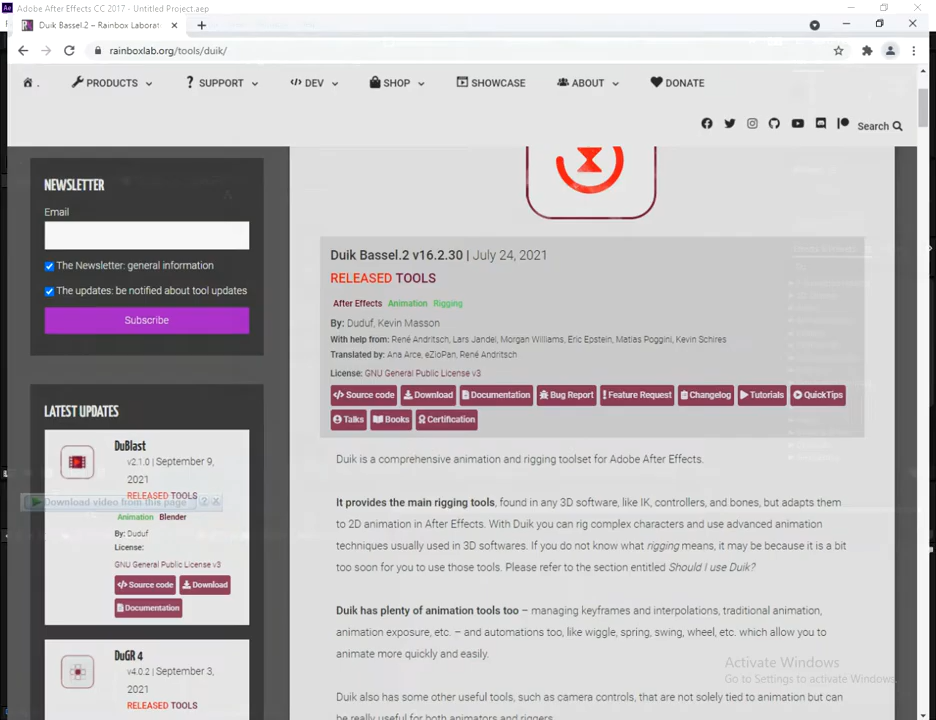 Adobe After Effects CC 2017 - Untitled Project.aep
Duik Bassel.2 – Rainbox Laborat
rainboxlab.org/tools/duik/
PRODUCTS
SUPPORT
DEV
SHOP
SHOWCASE
ABOUT
DONATE
Search
NEWSLETTER
Email
The Newsletter: general information
The updates: be notified about tool updates
Subscribe
LATEST UPDATES
DuBlast
v2.1.0 | September 9,
2021
RELEASED TOOLS
Animation Blender
By: Duduf
License:
GNU General Public License v3
Source code Download
Documentation
DuGR 4
v4.0.2 | September 3,
2021
RELEASED TOOLS
Download video from this page
Duik Bassel.2 v16.2.30 | July 24, 2021
RELEASED TOOLS
After Effects Animation Rigging
By: Duduf, Kevin Masson
With help from: René Andritsch, Lars Jandel, Morgan Williams, Eric Epstein, Matias Poggini, Kevin Schires
Translated by: Ana Arce, eZioPan, René Andritsch
License: GNU General Public License v3
Source code Download Documentation Bug Report Feature Request Changelog Tutorials QuickTips
Talks Books Certification
Duik is a comprehensive animation and rigging toolset for Adobe After Effects.
It provides the main rigging tools, found in any 3D software, like IK, controllers, and bones, but adapts them
to 2D animation in After Effects. With Duik you can rig complex characters and use advanced animation
techniques usually used in 3D softwares. If you do not know what rigging means, it may be because it is a bit
too soon for you to use those tools. Please refer to the section entitled Should I use Duik?
Duik has plenty of animation tools too – managing keyframes and interpolations, traditional animation,
animation exposure, etc. – and automations too, like wiggle, spring, swing, wheel, etc. which allow you to
animate more quickly and easily.
Duik also has some other useful tools, such as camera controls, that are not solely tied to animation but can
be really useful for both animators and riggers.
Activate Windows
Go to Settings to activate Windows.